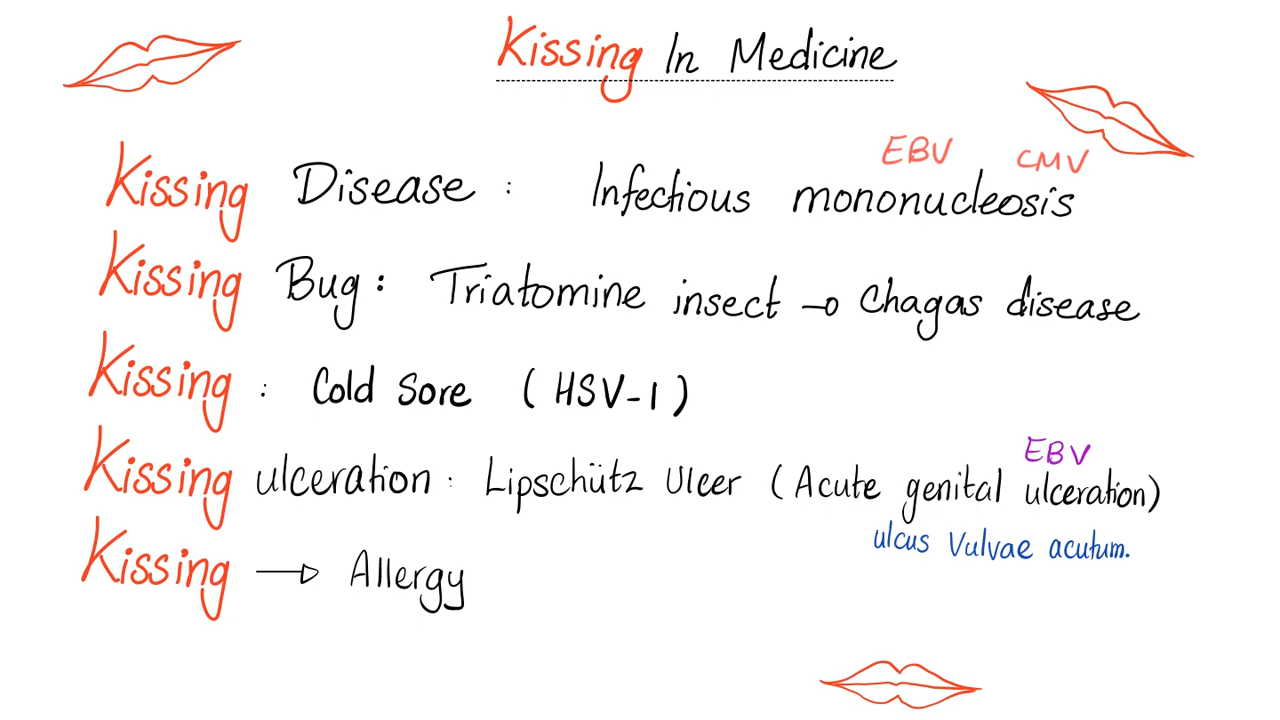 Kissing In Medicine
EBV CMV
Kissing Disease : Infectious mononucleosis
Kissing Bug : Triatomine insect → Chagas disease
Kissing : Cold Sore (HSV-1)
EBV
Kissing ulceration : Lipschütz Ulcer (Acute genital ulceration)
ulcus Vulvae acutum.
Kissing → Allergy